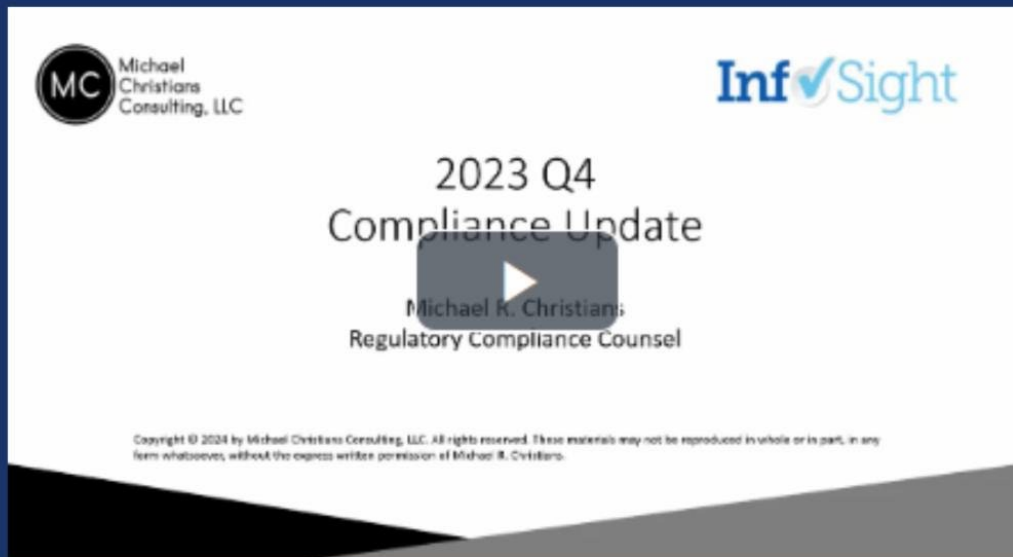 MC
Michael
Christians
Consulting, LLC
InfoSight
2023 Q4
Compliance Update
Michael R. Christians
Regulatory Compliance Counsel
Copyright © 2024 by Michael Christians Consulting, LLC. All rights reserved. These materials may not be reproduced in whole or in part, in any
form whatsoever, without the express written permission of Michael R. Christians.